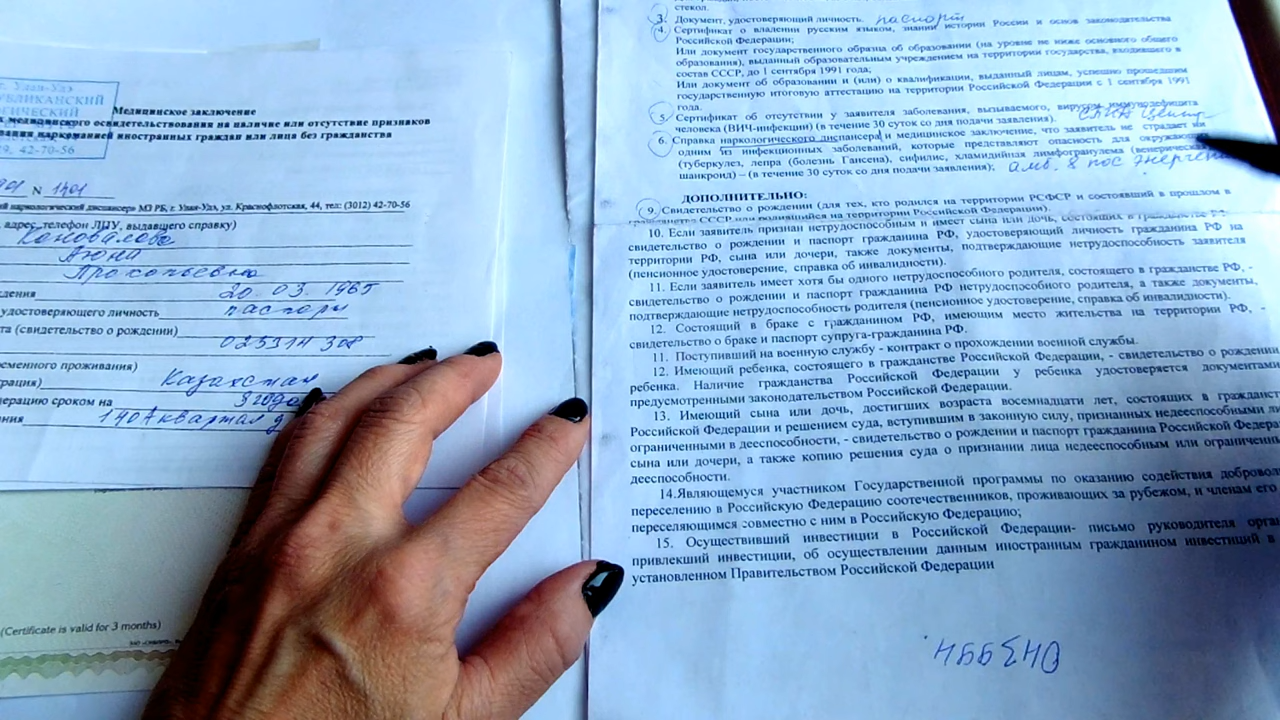 г. Улан-Удэ
Медицинское заключение
медицинского освидетельствования на наличие или отсутствие признаков
наркоманией иностранных граждан или лица без гражданства
42-70-56
N 1401
наркологический диспансер» МЗ РБ, г. Улан-Удэ, ул. Краснофлотская, 44, тел: (3012) 42-70-56
адрес, телефон ЛПУ, выдавшего справку)
Коновалова
Прокопьевна
20.03.1965
удостоверяющего личность паспорт
(свидетельство о рождении)
025314308
проживания)
Казахстан
сроком на 3 года
140А квартал
(Certificate is valid for 3 months)
стекол.
3. Документ, удостоверяющий личность. паспорт
4. Сертификат о владении русским языком, знании истории России и основ законодательства
Российской Федерации;
Или документ государственного образца об образовании (на уровне не ниже основного общего
образования), выданный образовательным учреждением на территории государства, входившего в
состав СССР, до 1 сентября 1991 года;
Или документ об образовании и (или) о квалификации, выданный лицам, успешно прошедшим
государственную итоговую аттестацию на территории Российской Федерации с 1 сентября 1991
года.
5. Сертификат об отсутствии у заявителя заболевания, вызываемого, вирусом иммунодефицита
человека (ВИЧ-инфекции) (в течение 30 суток со дня подачи заявления). СПИД Центр
6. Справка наркологического диспансера и медицинское заключение, что заявитель не страдает ни
одним из инфекционных заболеваний, которые представляют опасность для окружающих
(туберкулез, лепра (болезнь Гансена), сифилис, хламидийная лимфогранулема (венерическая),
шанкроид) – (в течение 30 суток со дня подачи заявления); амб. 8 пос
ДОПОЛНИТЕЛЬНО:
9. Свидетельство о рождении (для тех, кто родился на территории РСФСР и состоявший в прошлом в
гражданстве СССР или родившийся на территории Российской Федерации).
10. Если заявитель признан нетрудоспособным и имеет сына или дочь, состоящих в гражданстве РФ,
свидетельство о рождении и паспорт гражданина РФ, удостоверяющий личность гражданина РФ на
территории РФ, сына или дочери, также документы, подтверждающие нетрудоспособность заявителя
(пенсионное удостоверение, справка об инвалидности).
11. Если заявитель имеет хотя бы одного нетрудоспособного родителя, состоящего в гражданстве РФ, -
свидетельство о рождении и паспорт гражданина РФ нетрудоспособного родителя, а также документы,
подтверждающие нетрудоспособность родителя (пенсионное удостоверение, справка об инвалидности).
12. Состоящий в браке с гражданином РФ, имеющим место жительства на территории РФ, -
свидетельство о браке и паспорт супруга-гражданина РФ.
11. Поступивший на военную службу - контракт о прохождении военной службы.
12. Имеющий ребенка, состоящего в гражданстве Российской Федерации, - свидетельство о рождении
ребенка. Наличие гражданства Российской Федерации у ребенка удостоверяется документами
предусмотренными законодательством Российской Федерации.
13. Имеющий сына или дочь, достигших возраста восемнадцати лет, состоящих в гражданст
Российской Федерации и решением суда, вступившим в законную силу, признанных недееспособными ли
ограниченными в дееспособности, - свидетельство о рождении и паспорт гражданина Российской Федера
сына или дочери, а также копию решения суда о признании лица недееспособным или ограничен
дееспособности.
14.Являющемуся участником Государственной программы по оказанию содействия доброволь
переселению в Российскую Федерацию соотечественников, проживающих за рубежом, и членам его
переселяющимся совместно с ним в Российскую Федерацию;
15. Осуществивший инвестиции в Российской Федерации- письмо руководителя орга
привлекший инвестиции, об осуществлении данным иностранным гражданином инвестиций в
установленном Правительством Российской Федерации